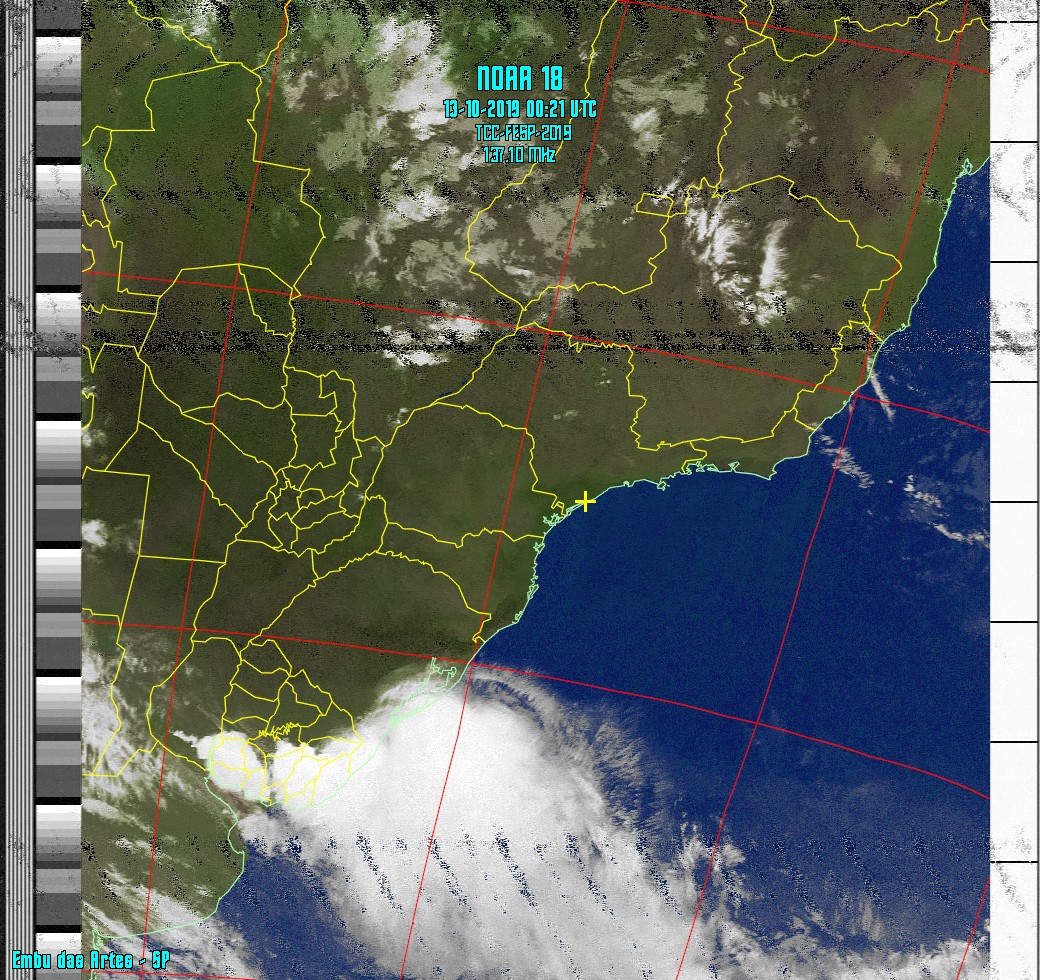 NOAA 18
13-10-2019 00:21 UTC
TCC-FESP-2019
137.10 MHz
Embu das Artes - SP